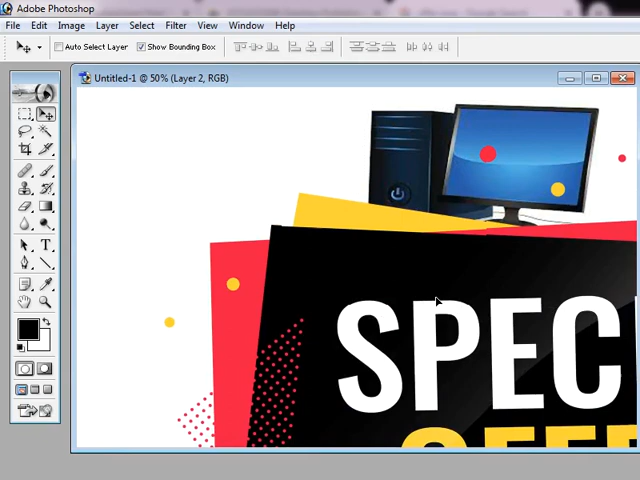 Adobe Photoshop
File Edit Image Layer Select Filter View Window Help
Auto Select Layer Show Bounding Box
Untitled-1 @ 50% (Layer 2, RGB)
SPEC